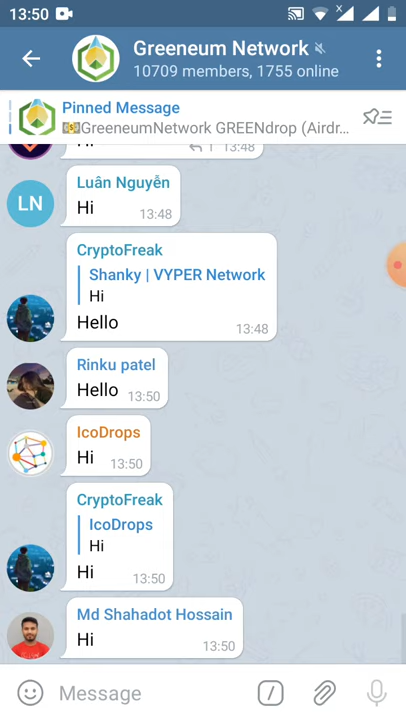 13:50
Greeneum Network
10709 members, 1755 online
Pinned Message
💵GreeneumNetwork GREENdrop (Airdr...
1 13:48
Luân Nguyễn
LN
Hi
13:48
CryptoFreak
Shanky | VYPER Network
Hi
Hello
13:48
Rinku patel
Hello
13:50
IcoDrops
Hi
13:50
CryptoFreak
IcoDrops
Hi
Hi
13:50
Md Shahadot Hossain
Hi
13:50
Message